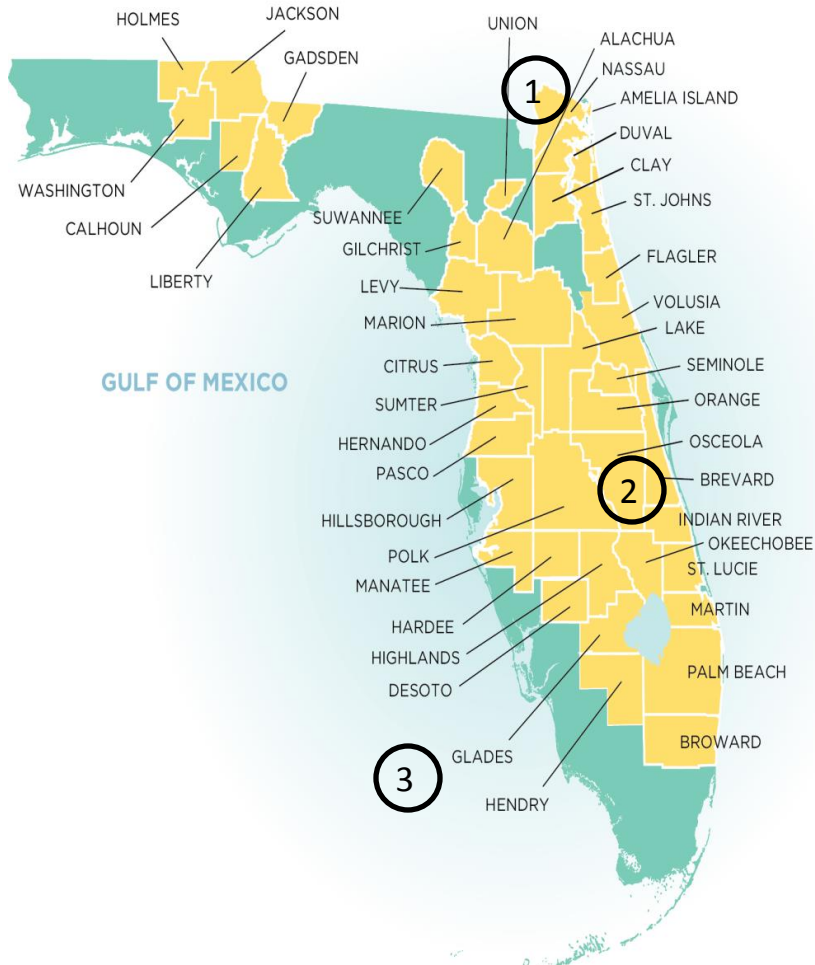 HOLMES
JACKSON
GADSDEN
UNION
ALACHUA
NASSAU
AMELIA ISLAND
DUVAL
CLAY
ST. JOHNS
1
WASHINGTON
CALHOUN
LIBERTY
SUWANNEE
GILCHRIST
LEVY
MARION
FLAGLER
VOLUSIA
LAKE
CITRUS
SEMINOLE
SUMTER
ORANGE
GULF OF MEXICO
HERNANDO
OSCEOLA
PASCO
BREVARD
2
HILLSBOROUGH
INDIAN RIVER
POLK
OKEECHOBEE
MANATEE
ST. LUCIE
HARDEE
MARTIN
HIGHLANDS
DESOTO
PALM BEACH
GLADES
BROWARD
3
HENDRY